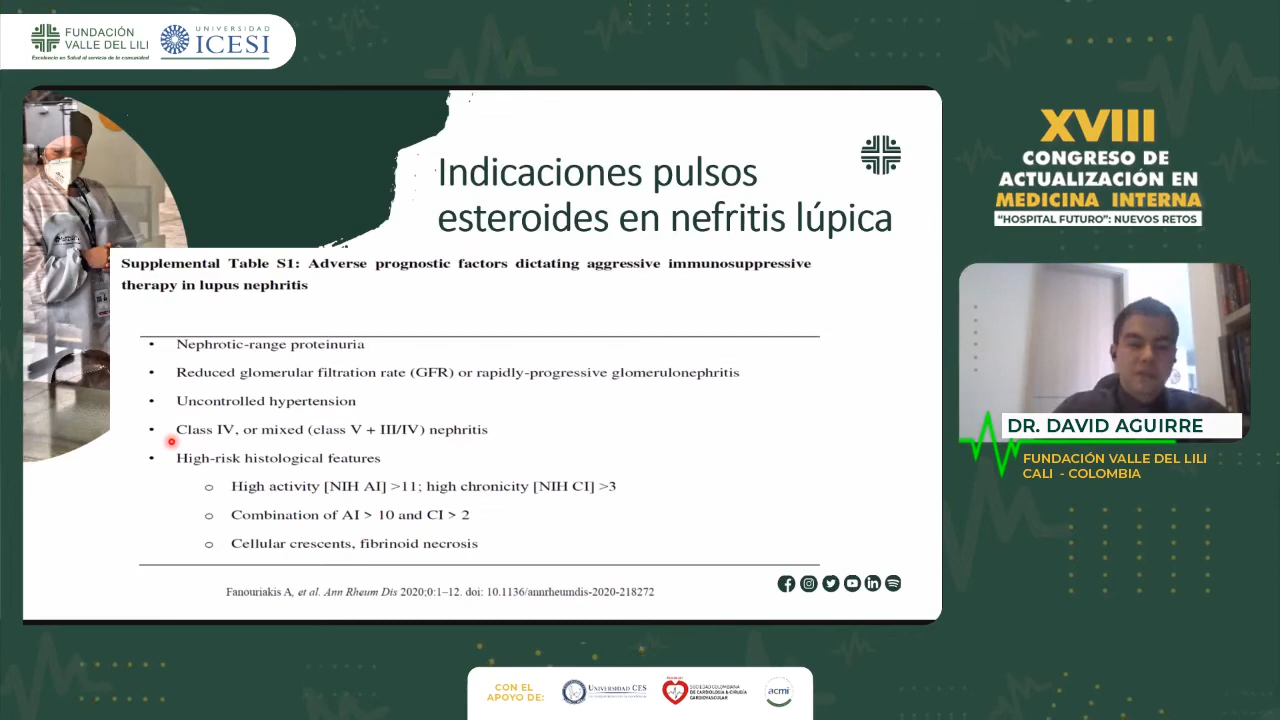 FUNDACIÓN
VALLE DEL LILI
Excelencia en Salud al servicio de la comunidad
UNIVERSIDAD
ICESI
Indicaciones pulsos
esteroides en nefritis lúpica
Supplemental Table S1: Adverse prognostic factors dictating aggressive immunosuppressive
therapy in lupus nephritis
• Nephrotic-range proteinuria
• Reduced glomerular filtration rate (GFR) or rapidly-progressive glomerulonephritis
• Uncontrolled hypertension
• Class IV, or mixed (class V + III/IV) nephritis
• High-risk histological features
o High activity [NIH AI] >11; high chronicity [NIH CI] >3
o Combination of AI > 10 and CI > 2
o Cellular crescents, fibrinoid necrosis
Fanouriakis A, et al. Ann Rheum Dis 2020;0:1–12. doi: 10.1136/annrheumdis-2020-218272
XVIII
CONGRESO DE
ACTUALIZACIÓN EN
MEDICINA INTERNA
"HOSPITAL FUTURO": NUEVOS RETOS
DR. DAVID AGUIRRE
FUNDACIÓN VALLE DEL LILI
CALI - COLOMBIA
CON EL
APOYO DE:
UNIVERSIDAD CES
SOCIEDAD COLOMBIANA
DE CARDIOLOGÍA & CIRUGÍA
CARDIOVASCULAR
acmi